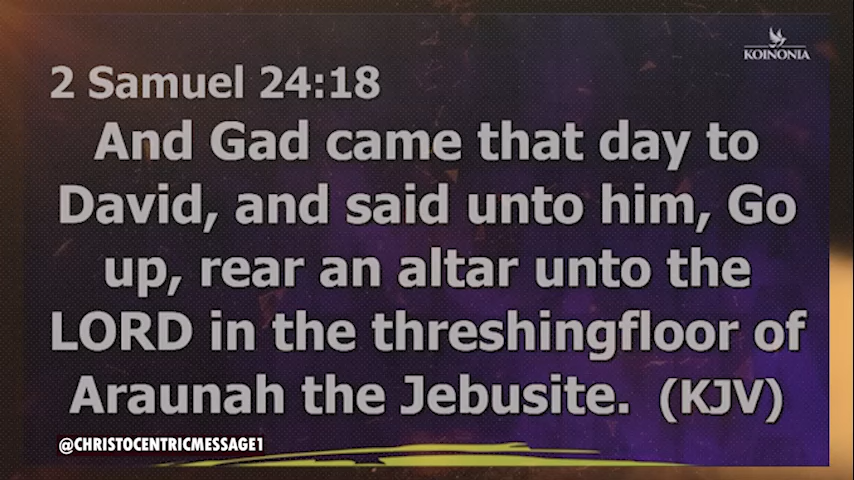 KOINONIA
2 Samuel 24:18
And Gad came that day to
David, and said unto him, Go
up, rear an altar unto the
LORD in the threshingfloor of
Araunah the Jebusite. (KJV)
@CHRISTOCENTRICMESSAGE1